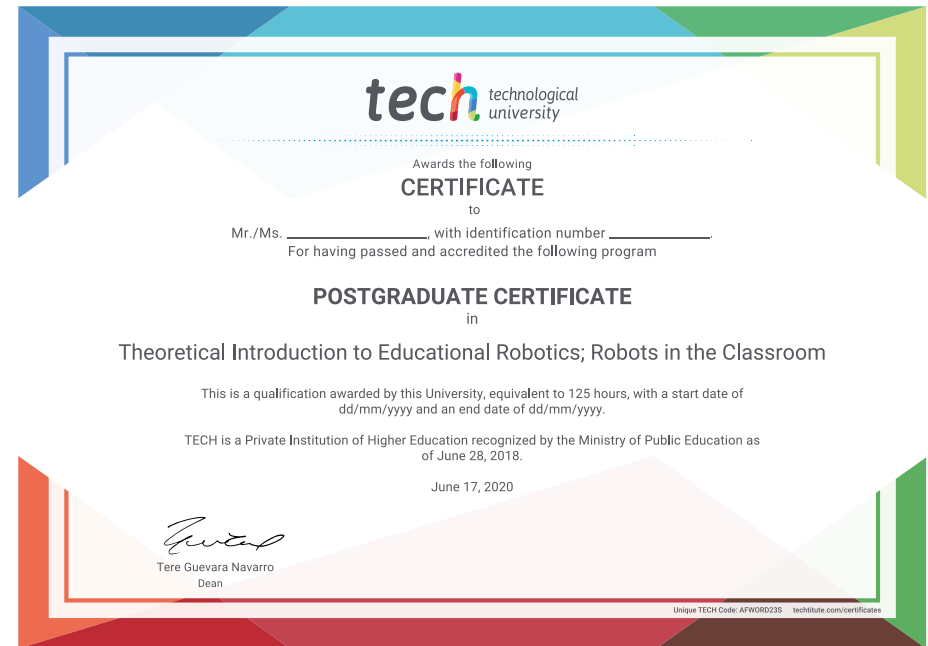 tech technological
university
Awards the following
CERTIFICATE
to
Mr./Ms. ____________________, with identification number ______________.
For having passed and accredited the following program
POSTGRADUATE CERTIFICATE
in
Theoretical Introduction to Educational Robotics; Robots in the Classroom
This is a qualification awarded by this University, equivalent to 125 hours, with a start date of
dd/mm/yyyy and an end date of dd/mm/yyyy.
TECH is a Private Institution of Higher Education recognized by the Ministry of Public Education as
of June 28, 2018.
June 17, 2020
Tere Guevara Navarro
Dean
Unique TECH Code: AFWORD23S techtitute.com/certificates